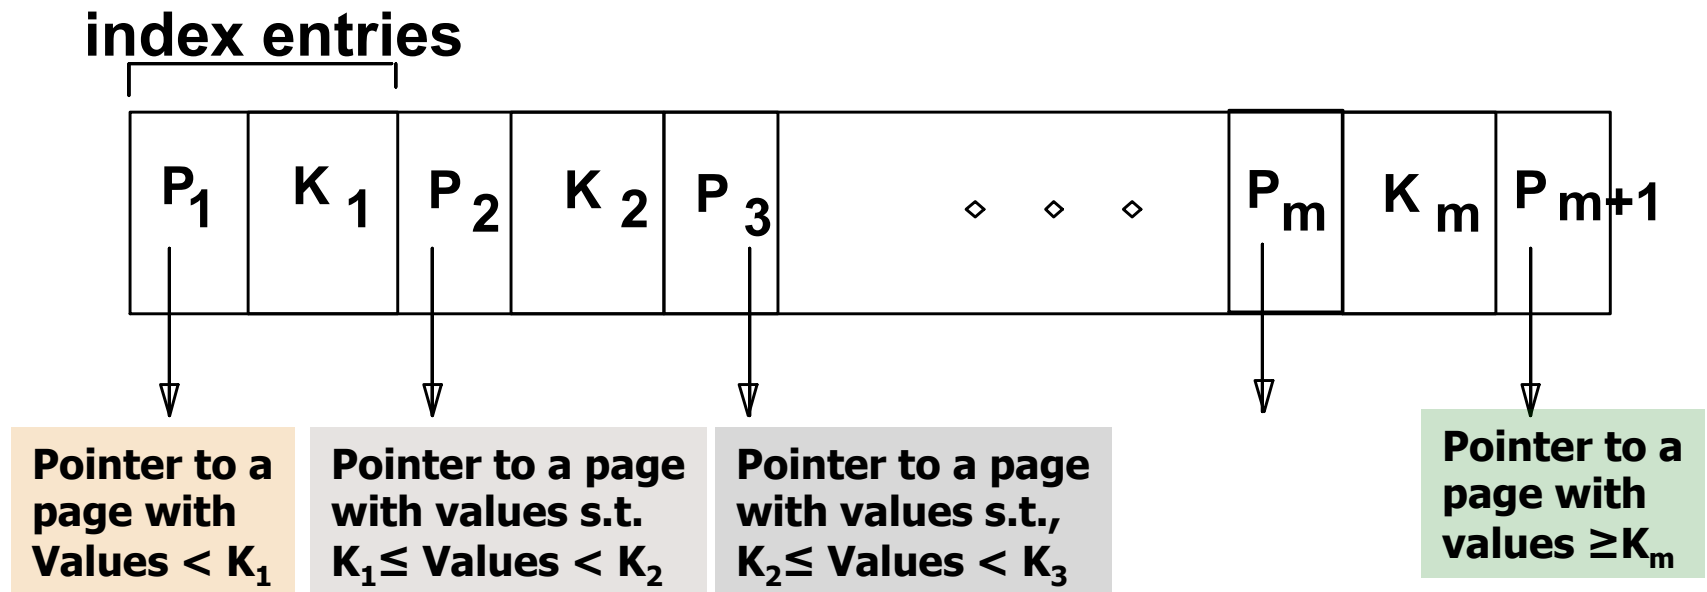 index entries
P1 K 1 P 2 K 2 P 3 Pm K m P m+1
Pointer to a
page with
Values < K1
Pointer to a page
with values s.t.
K1≤ Values < K2
Pointer to a page
with values s.t.,
K2≤ Values < K3
Pointer to a
page with
values ≥Km